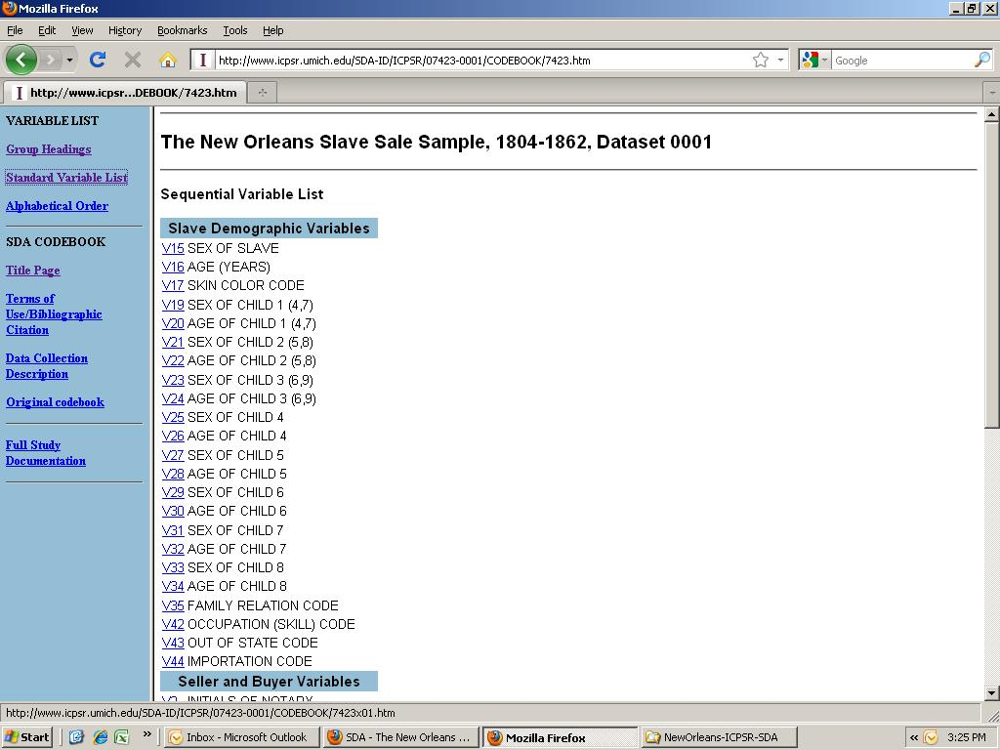 Mozilla Firefox
File Edit View History Bookmarks Tools Help
http://www.icpsr.umich.edu/SDA-ID/ICPSR/07423-0001/CODEBOOK/7423.htm
Google
http://www.icpsr...DEBOOK/7423.htm
VARIABLE LIST
Group Headings
Standard Variable List
Alphabetical Order
SDA CODEBOOK
Title Page
Terms of
Use/Bibliographic
Citation
Data Collection
Description
Original codebook
Full Study
Documentation
The New Orleans Slave Sale Sample, 1804-1862, Dataset 0001
Sequential Variable List
Slave Demographic Variables
V15 SEX OF SLAVE
V16 AGE (YEARS)
V17 SKIN COLOR CODE
V19 SEX OF CHILD 1 (4,7)
V20 AGE OF CHILD 1 (4,7)
V21 SEX OF CHILD 2 (5,8)
V22 AGE OF CHILD 2 (5,8)
V23 SEX OF CHILD 3 (6,9)
V24 AGE OF CHILD 3 (6,9)
V25 SEX OF CHILD 4
V26 AGE OF CHILD 4
V27 SEX OF CHILD 5
V28 AGE OF CHILD 5
V29 SEX OF CHILD 6
V30 AGE OF CHILD 6
V31 SEX OF CHILD 7
V32 AGE OF CHILD 7
V33 SEX OF CHILD 8
V34 AGE OF CHILD 8
V35 FAMILY RELATION CODE
V42 OCCUPATION (SKILL) CODE
V43 OUT OF STATE CODE
V44 IMPORTATION CODE
Seller and Buyer Variables
INITIALS OF NOTARY
http://www.icpsr.umich.edu/SDA-ID/ICPSR/07423-0001/CODEBOOK/7423x01.htm
Start » Inbox - Microsoft Outlook SDA - The New Orleans ... Mozilla Firefox NewOrleans-ICPSR-SDA « 3:25 PM